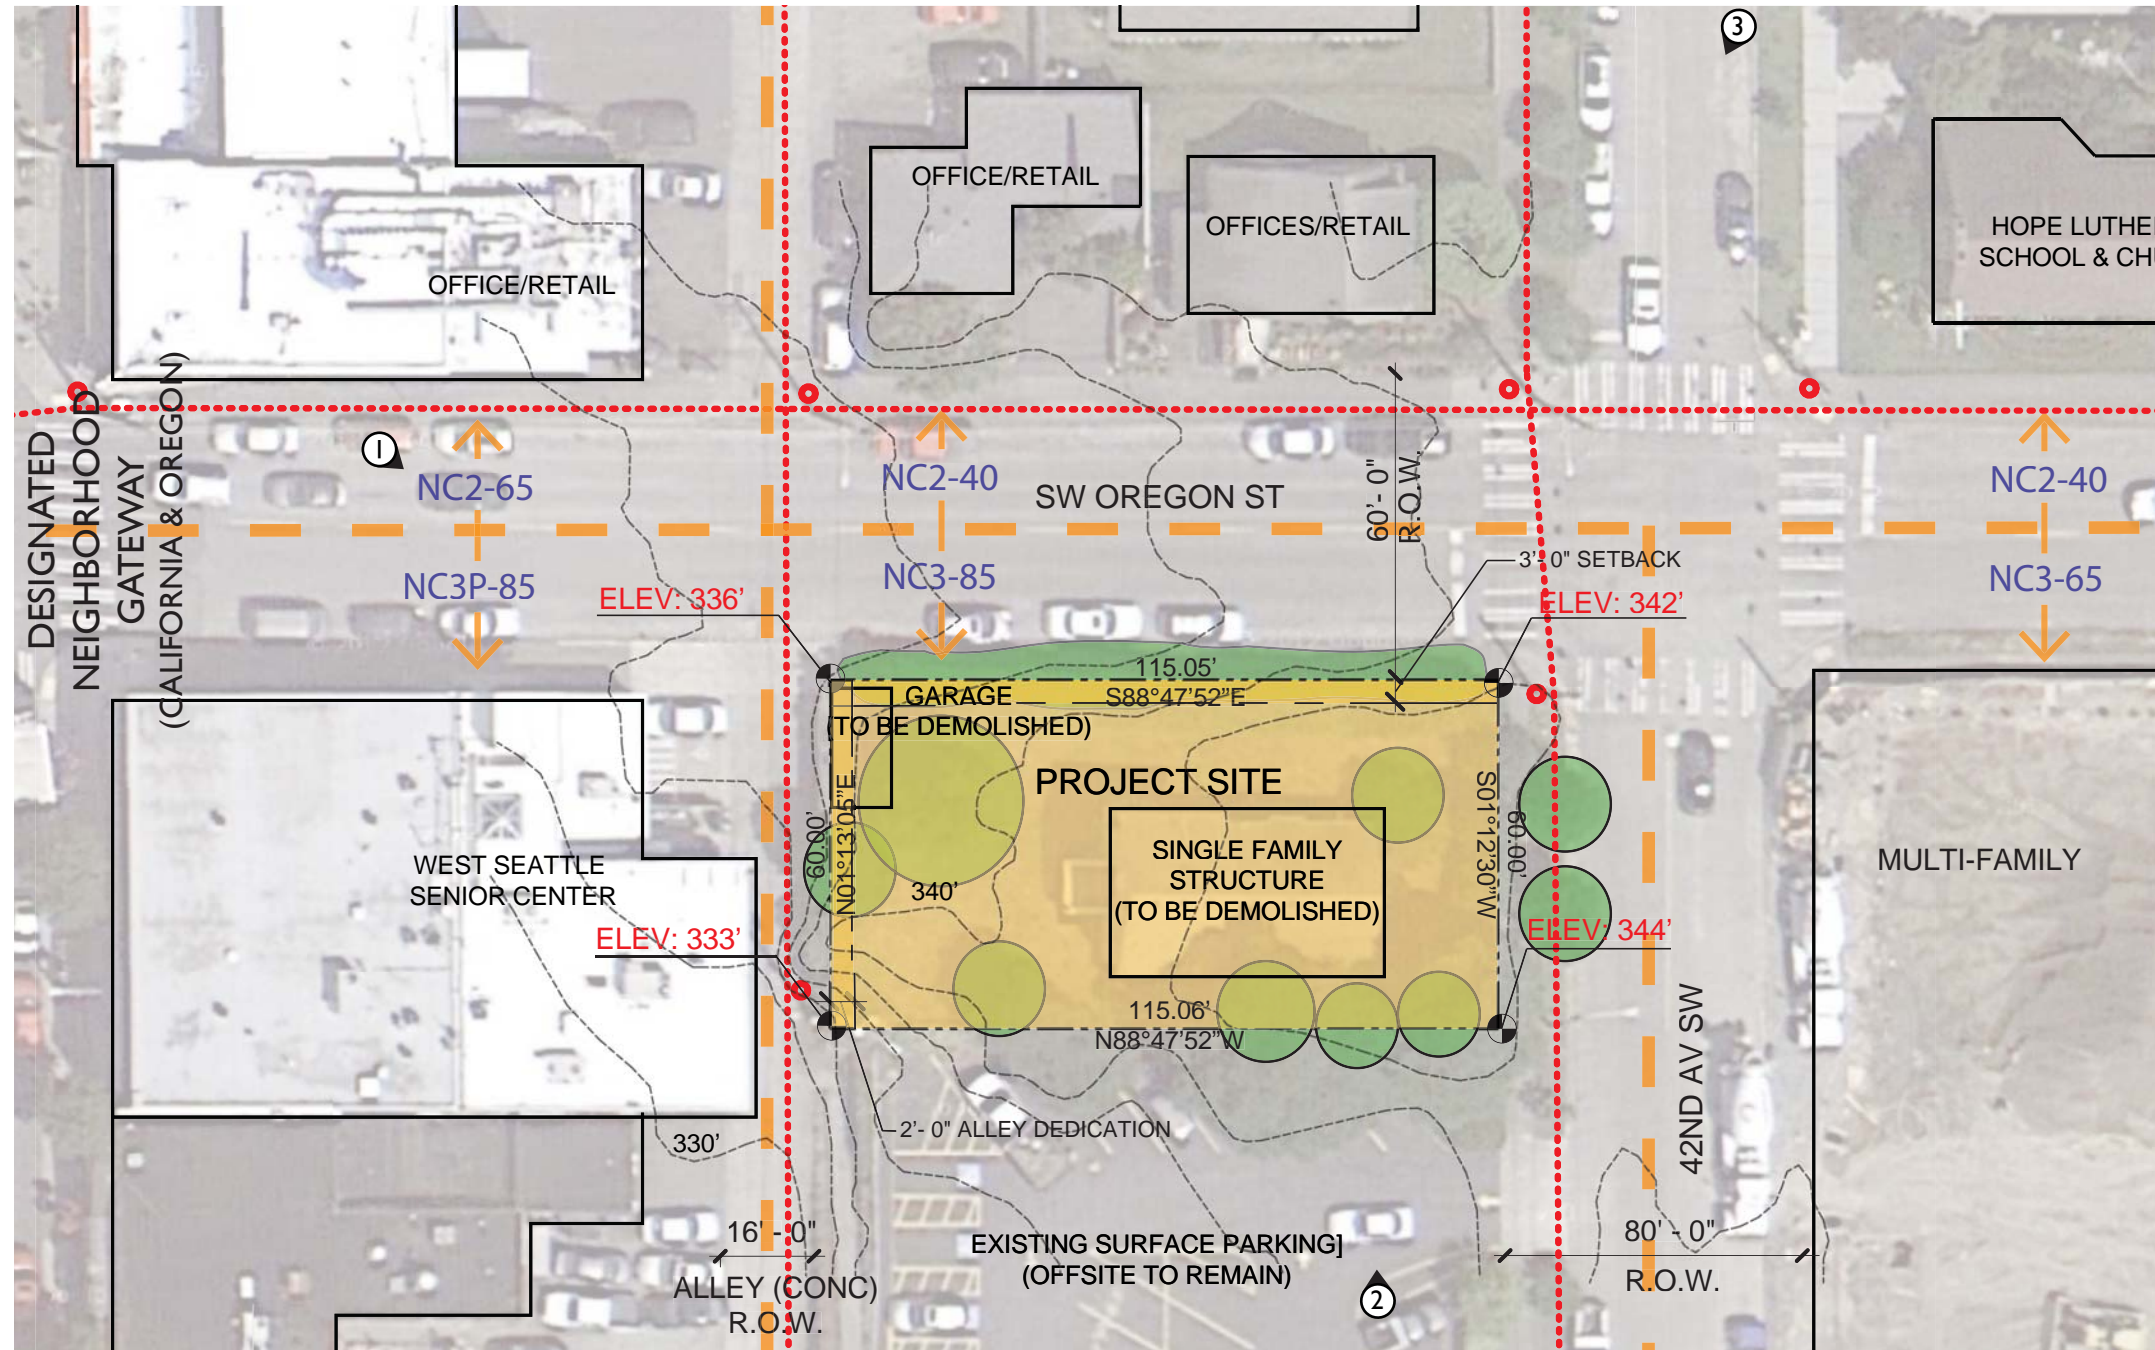 3
OFFICE/RETAIL
OFFICES/RETAIL
HOPE LUTHE
SCHOOL & CH
OFFICE/RETAIL
DESIGNATED
NEIGHBORHOOD
GATEWAY
(CALIFORNIA & OREGON)
1
NC2-65
NC2-40
SW OREGON ST
60'- 0"
R.O.W.
NC2-40
NC3P-85
NC3-85
NC3-65
3'- 0" SETBACK
ELEV: 336'
ELEV: 342'
115.05'
S88°47'52"E
GARAGE
(TO BE DEMOLISHED)
PROJECT SITE
60.00'
N01°13'05"E
S01°12'30"W
60.00'
SINGLE FAMILY
STRUCTURE
(TO BE DEMOLISHED)
340'
WEST SEATTLE
SENIOR CENTER
MULTI-FAMILY
ELEV: 333'
ELEV: 344'
115.06'
N88°47'52"W
42ND AV SW
2'- 0" ALLEY DEDICATION
330'
16' - 0"
ALLEY (CONC)
R.O.W.
EXISTING SURFACE PARKING]
(OFFSITE TO REMAIN)
2
80' - 0"
R.O.W.